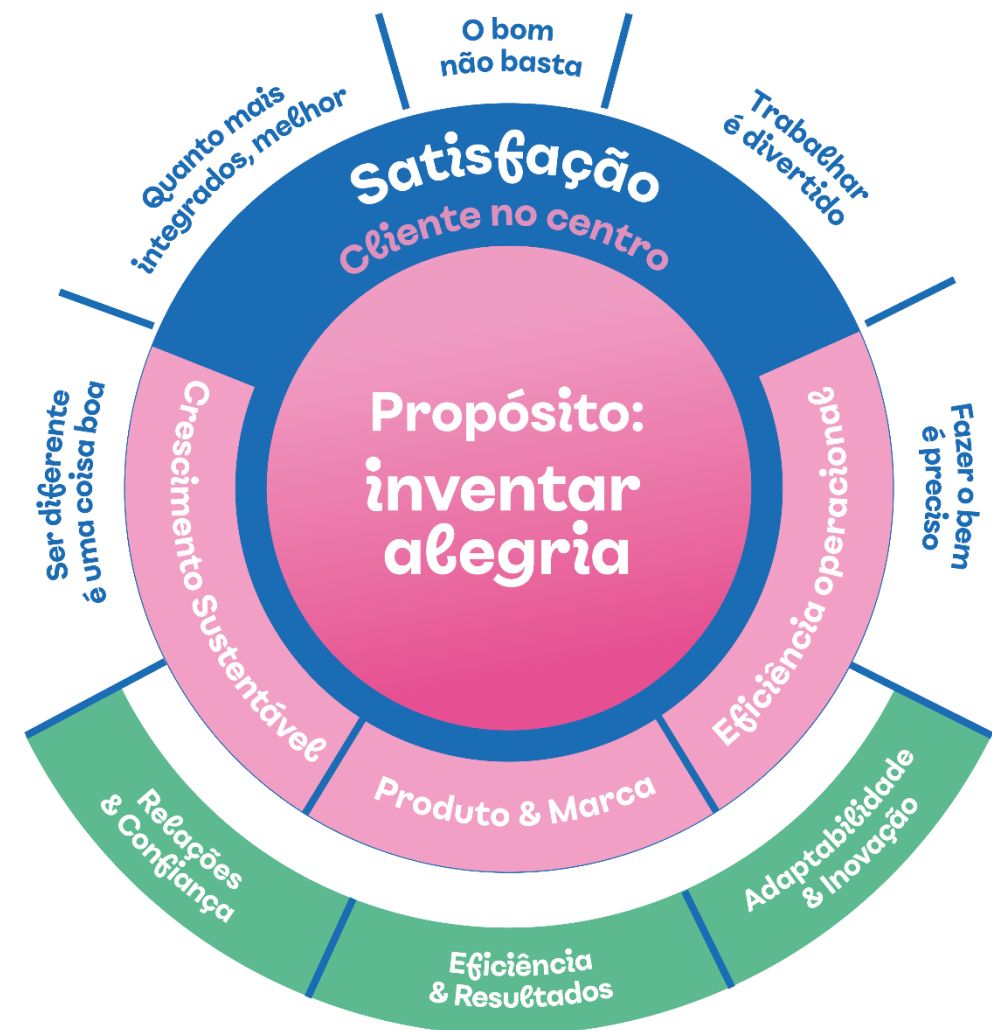 O bom
não basta
Quanto mais
integrados, melhor
Trabalhar
é divertido
Satisfação
Cliente no centro
Ser diferente
é uma coisa boa
Crescimento Sustentável
Propósito:
inventar
alegria
Eficiência operacional
Fazer o bem
é preciso
Produto & Marca
Relações
& Confiança
Eficiência
& Resultados
Adaptabilidade
& Inovação